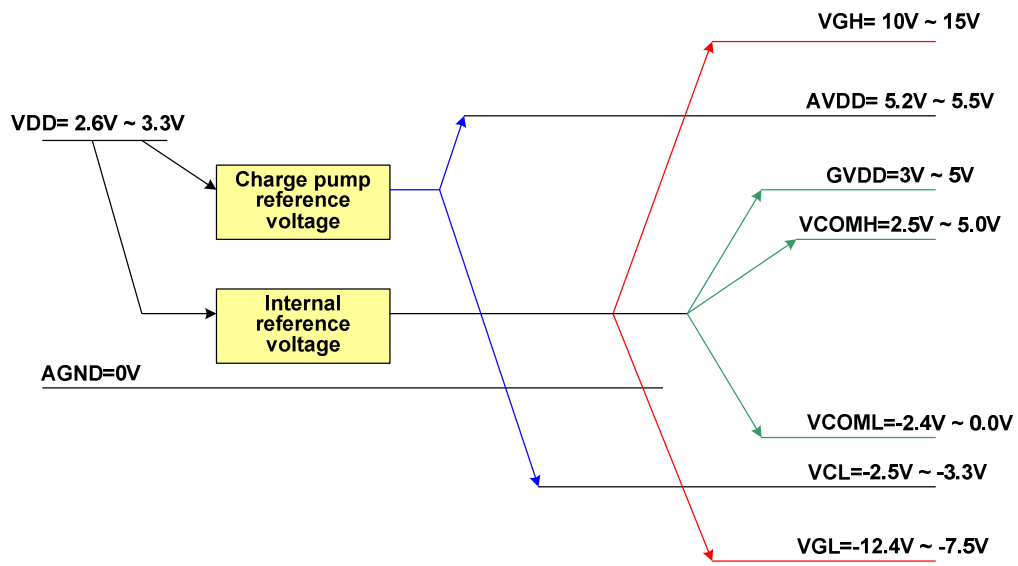 VGH= 10V ~ 15V
AVDD= 5.2V ~ 5.5V
VDD= 2.6V ~ 3.3V
Charge pump
reference
voltage
GVDD=3V ~ 5V
VCOMH=2.5V ~ 5.0V
Internal
reference
voltage
AGND=0V
VCOML=-2.4V ~ 0.0V
VCL=-2.5V ~ -3.3V
VGL=-12.4V ~ -7.5V